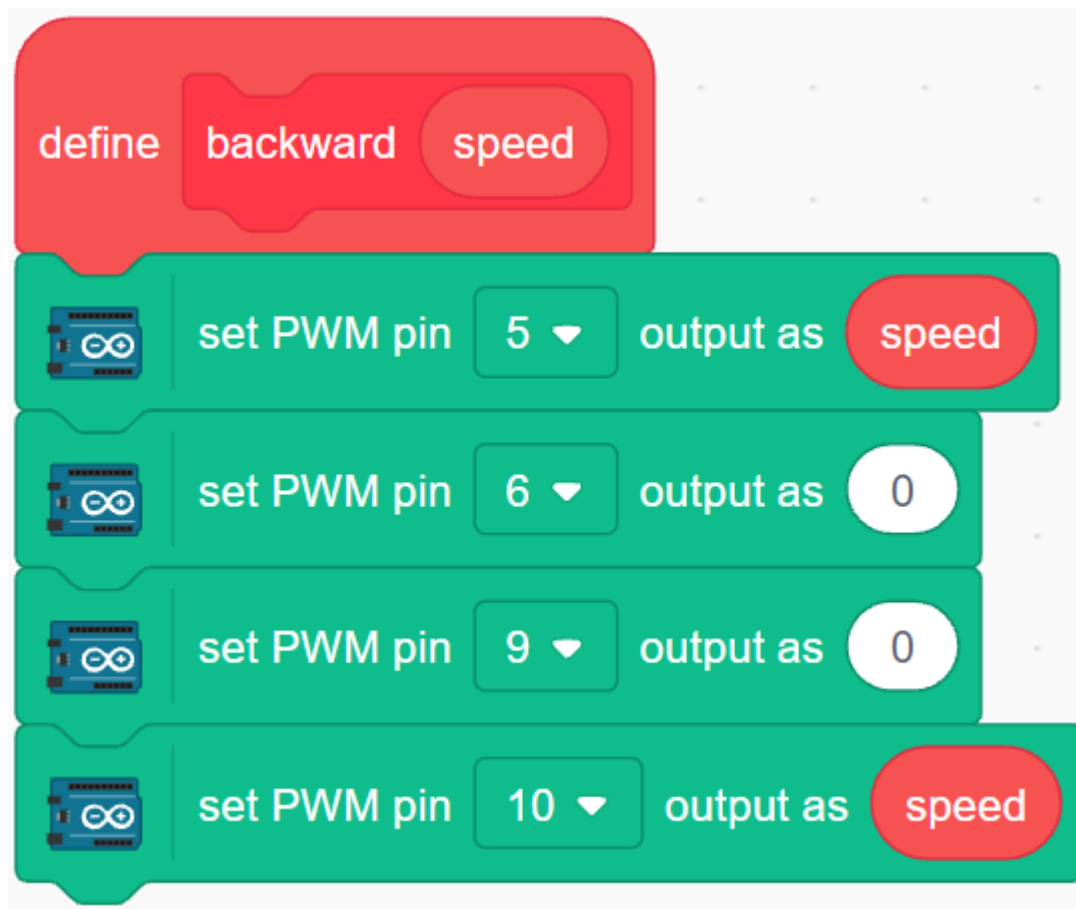 define backward speed
set PWM pin 5 output as speed
set PWM pin 6 output as 0
set PWM pin 9 output as 0
set PWM pin 10 output as speed